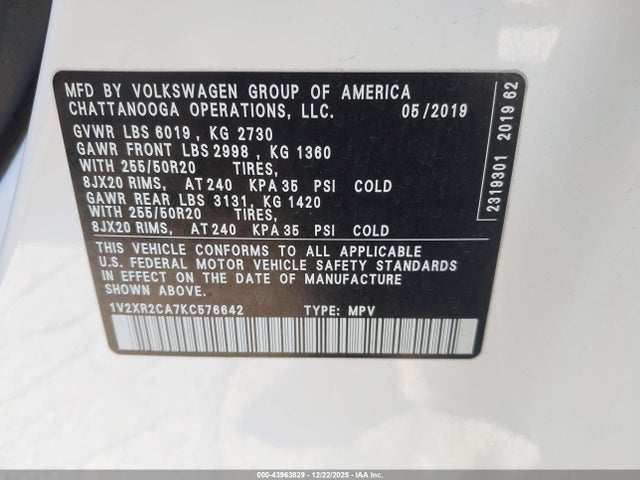 MFD BY VOLKSWAGEN GROUP OF AMERICA
CHATTANOOGA OPERATIONS, LLC. 05/2019
GVWR LBS 6019, KG 2730
GAWR FRONT LBS 2998, KG 1360
WITH 255/50R20 TIRES,
8JX20 RIMS, AT 240 KPA 35 PSI COLD
GAWR REAR LBS 3131, KG 1420
WITH 255/50R20 TIRES,
8JX20 RIMS, AT 240 KPA 35 PSI COLD
THIS VEHICLE CONFORMS TO ALL APPLICABLE
U.S. FEDERAL MOTOR VEHICLE SAFETY STANDARDS
IN EFFECT ON THE DATE OF MANUFACTURE
SHOWN ABOVE.
1V2XR2CA7KC576642 TYPE: MPV
2319301 2019 62
000-43963829 - 12/22/2025 - IAAI.com